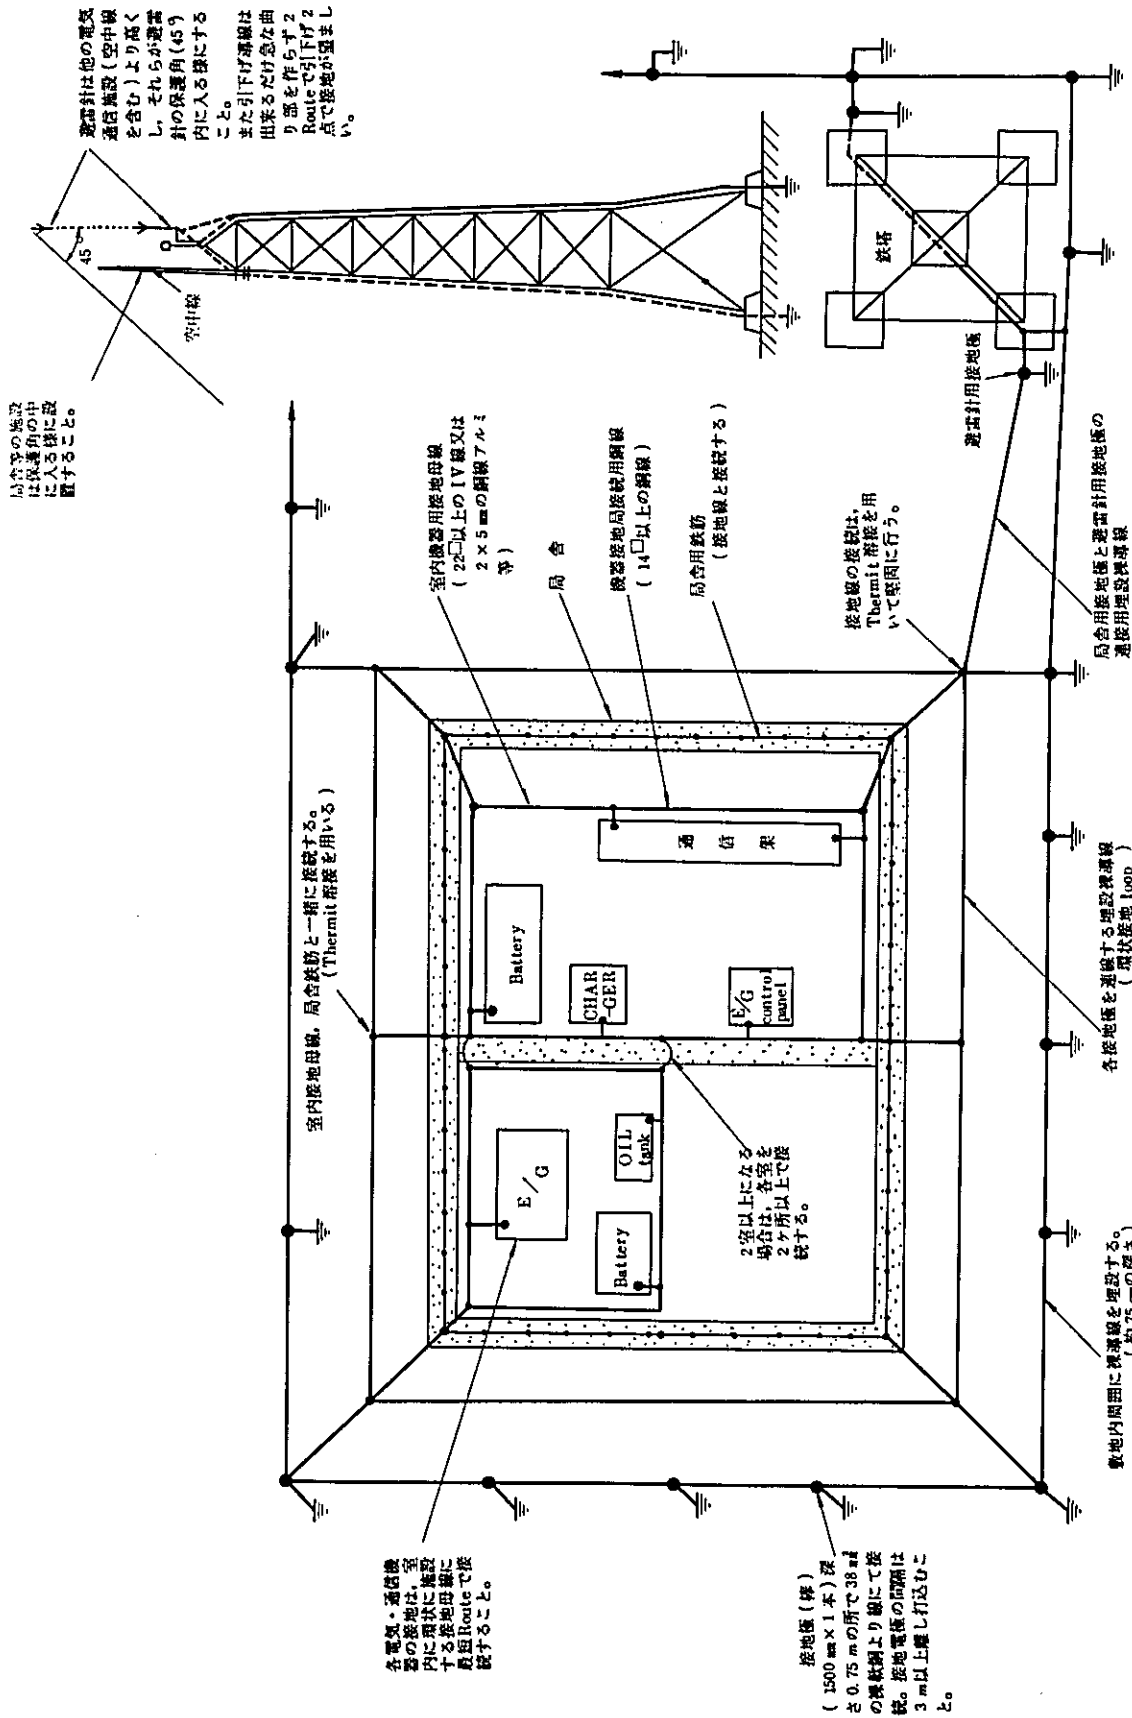 避雷針は他の電気
通信施設(空中線
を含む)より高く
し、それらが避雷
針の保護角(45°)
内に入る様にする
こと。
また引下げ導線は
出来るだけ急な曲
り部を作らず2
Routeで引下げ2
点で接地が望まし
い。
45°
空中線
局舎等の施設
は保護角の中
に入る様に設
置すること。
鉄塔
避雷針用接地極
局舎用接地極と避雷針用接地極の
連接用埋設裸導線
室内機器用接地母線
(22□以上のIV線又は
2×5㎜の銅線アルミ
等)
局舎
機器接地局接続用銅線
(14□以上の銅線)
局舎用鉄筋
(接地線と接続する)
接地線の接続は,
Thermit溶接を用
いて堅固に行う。
室内接地母線,局舎鉄筋と一緒に接続する。
(Thermit溶接を用いる)
通信架
Battery
CHAR
-GER
E/G
control
panel
E/G
OIL
tank
Battery
2室以上になる
場合は,各室を
2ヶ所以上で接
続する。
各接地極を連線する埋設裸導線
(環状接地loop)
敷地内周囲に裸導線を埋設する。
各電気・通信機
器の接地は,室
内に環状に施設
する接地母線に
最短Routeで接
続すること。
接地極(棒)
(1500㎜×1本)深
さ0.75mの所で38㎟
の裸軟銅より線にて接
続。接地電極の間隔は
3m以上離し打込むこ
と。